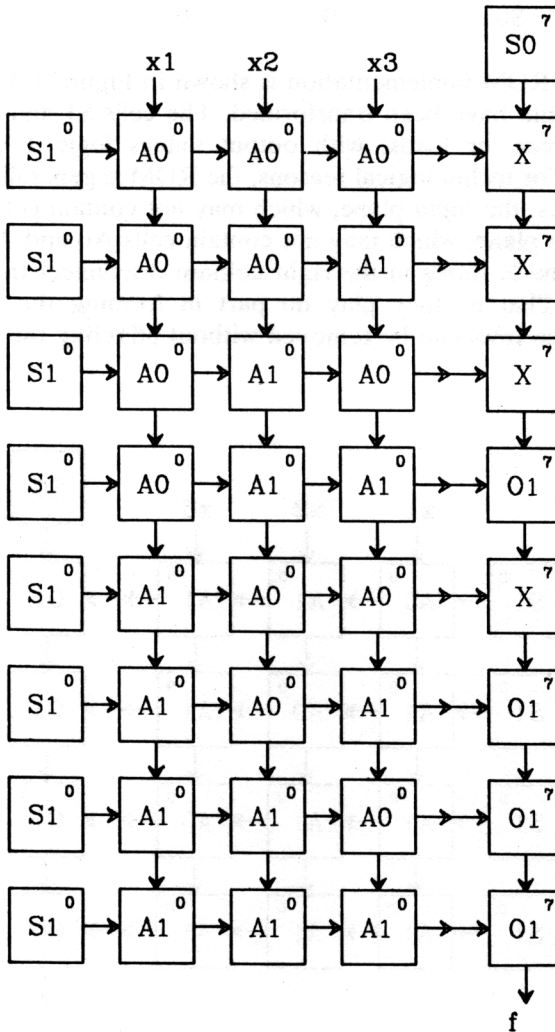 7
S0
x1 x2 x3
0 0 0 0 7
S1 A0 A0 A0 X
0 0 0 0 7
S1 A0 A0 A1 X
0 0 0 0 7
S1 A0 A1 A0 X
0 0 0 0 7
S1 A0 A1 A1 O1
0 0 0 0 7
S1 A1 A0 A0 X
0 0 0 0 7
S1 A1 A0 A1 O1
0 0 0 0 7
S1 A1 A1 A0 O1
0 0 0 0 7
S1 A1 A1 A1 O1
f